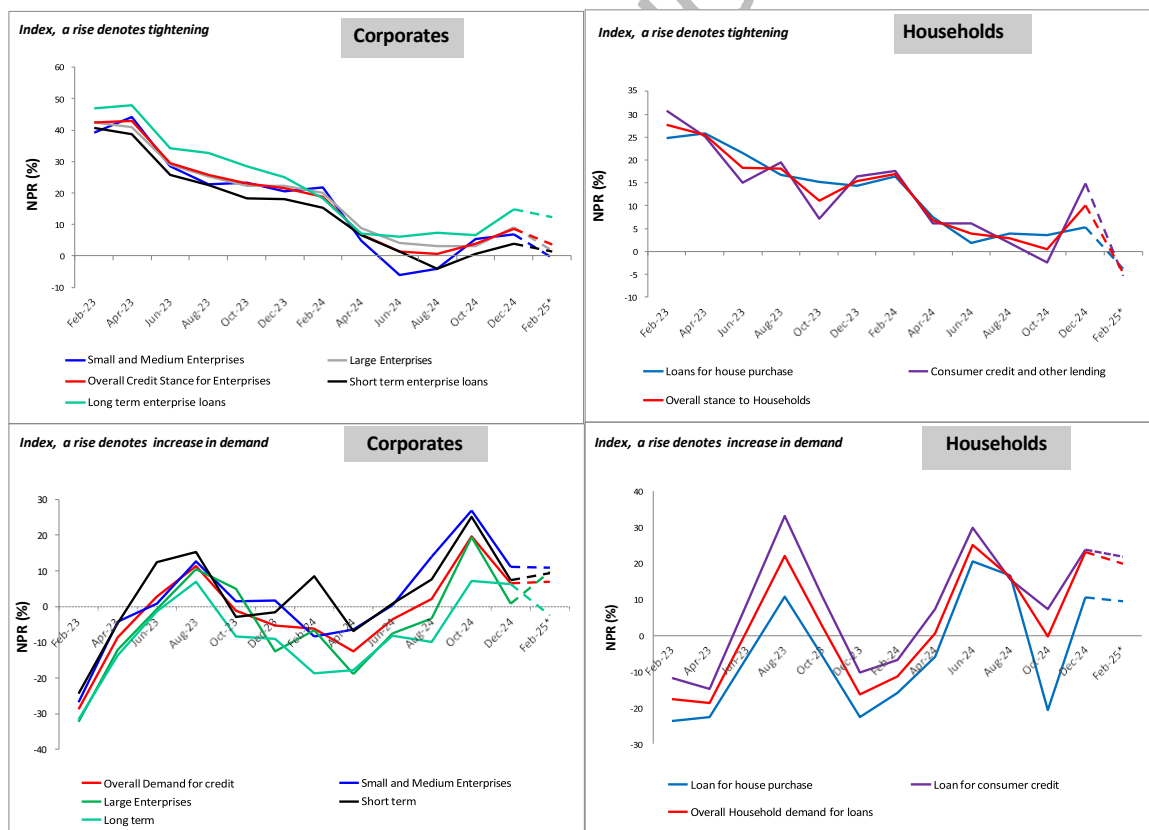 Index, a rise denotes tightening
Corporates
NPR (%)
60
50
40
30
20
10
0
-10
Feb-23
Apr-23
Jun-23
Aug-23
Oct-23
Dec-23
Feb-24
Apr-24
Jun-24
Aug-24
Oct-24
Dec-24
Feb-25*
Small and Medium Enterprises
Large Enterprises
Overall Credit Stance for Enterprises
Short term enterprise loans
Long term enterprise loans
Index, a rise denotes tightening
Households
NPR (%)
35
30
25
20
15
10
5
0
-5
-10
Feb-23
Apr-23
Jun-23
Aug-23
Oct-23
Dec-23
Feb-24
Apr-24
Jun-24
Aug-24
Oct-24
Dec-24
Feb-25*
Loans for house purchase
Consumer credit and other lending
Overall stance to Households
Index, a rise denotes increase in demand
Corporates
NPR (%)
30
20
10
0
-10
-20
-30
-40
Feb-23
Apr-23
Jun-23
Aug-23
Oct-23
Dec-23
Feb-24
Apr-24
Jun-24
Aug-24
Oct-24
Dec-24
Feb-25*
Overall Demand for credit
Small and Medium Enterprises
Large Enterprises
Short term
Long term
Index, a rise denotes increase in demand
Households
NPR (%)
40
30
20
10
0
-10
-20
-30
Feb-23
Apr-23
Jun-23
Aug-23
Oct-23
Dec-23
Feb-24
Apr-24
Jun-24
Aug-24
Oct-24
Dec-24
Feb-25*
Loan for house purchase
Loan for consumer credit
Overall Household demand for loans